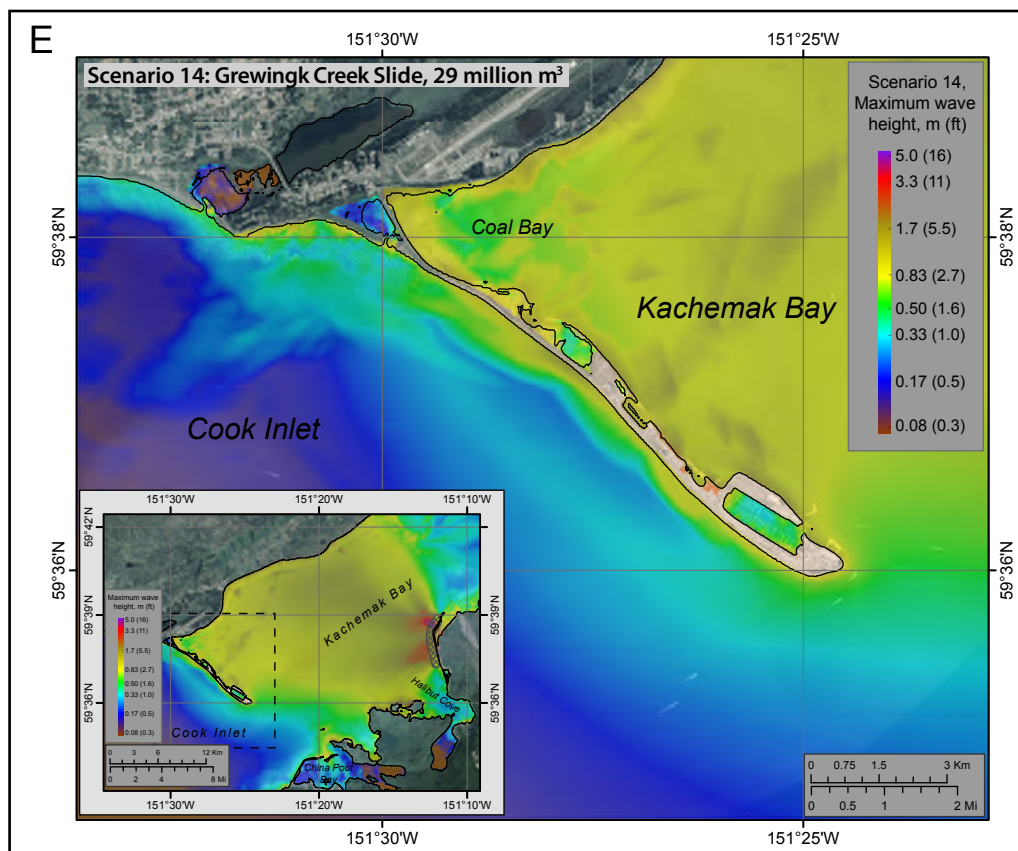 E
151°30'W
151°25'W
Scenario 14: Grewingk Creek Slide, 29 million m³
Scenario 14,
Maximum wave
height, m (ft)
5.0 (16)
3.3 (11)
1.7 (5.5)
0.83 (2.7)
0.50 (1.6)
0.33 (1.0)
0.17 (0.5)
0.08 (0.3)
59°38'N
59°38'N
Coal Bay
Kachemak Bay
Cook Inlet
59°36'N
59°36'N
151°30'W
151°20'W
151°10'W
59°42'N
59°39'N
59°39'N
59°36'N
59°36'N
Maximum wave
height, m (ft)
5.0 (16)
3.3 (11)
1.7 (5.5)
0.83 (2.7)
0.50 (1.6)
0.33 (1.0)
0.17 (0.5)
0.08 (0.3)
Kachemak Bay
Halibut Cove
Cook Inlet
China Poot
Bay
0 3 6 12 Km
0 2 4 8 Mi
151°30'W
151°20'W
151°10'W
0 0.75 1.5 3 Km
0 0.5 1 2 Mi
151°30'W
151°25'W